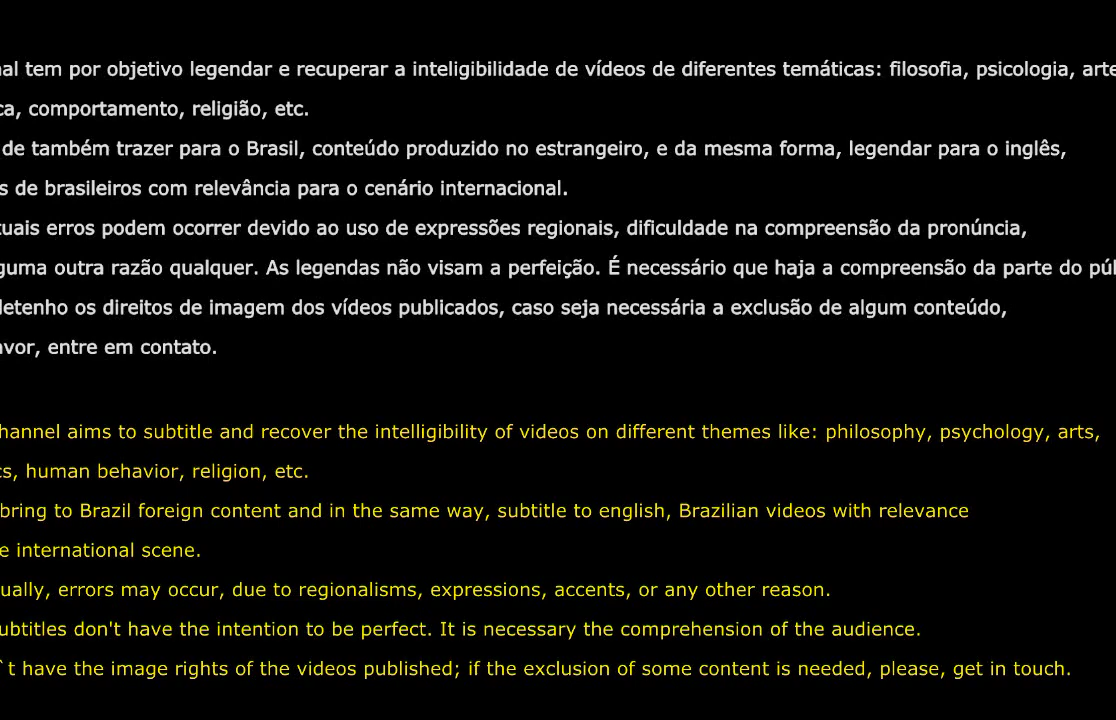 al tem por objetivo legendar e recuperar a inteligibilidade de vídeos de diferentes temáticas: filosofia, psicologia, arte
ca, comportamento, religião, etc.
de também trazer para o Brasil, conteúdo produzido no estrangeiro, e da mesma forma, legendar para o inglês,
s de brasileiros com relevância para o cenário internacional.
tuais erros podem ocorrer devido ao uso de expressões regionais, dificuldade na compreensão da pronúncia,
guma outra razão qualquer. As legendas não visam a perfeição. É necessário que haja a compreensão da parte do púb
detenho os direitos de imagem dos vídeos publicados, caso seja necessária a exclusão de algum conteúdo,
avor, entre em contato.
hannel aims to subtitle and recover the intelligibility of videos on different themes like: philosophy, psychology, arts,
cs, human behavior, religion, etc.
bring to Brazil foreign content and in the same way, subtitle to english, Brazilian videos with relevance
e international scene.
ually, errors may occur, due to regionalisms, expressions, accents, or any other reason.
ubtitles don't have the intention to be perfect. It is necessary the comprehension of the audience.
`t have the image rights of the videos published; if the exclusion of some content is needed, please, get in touch.